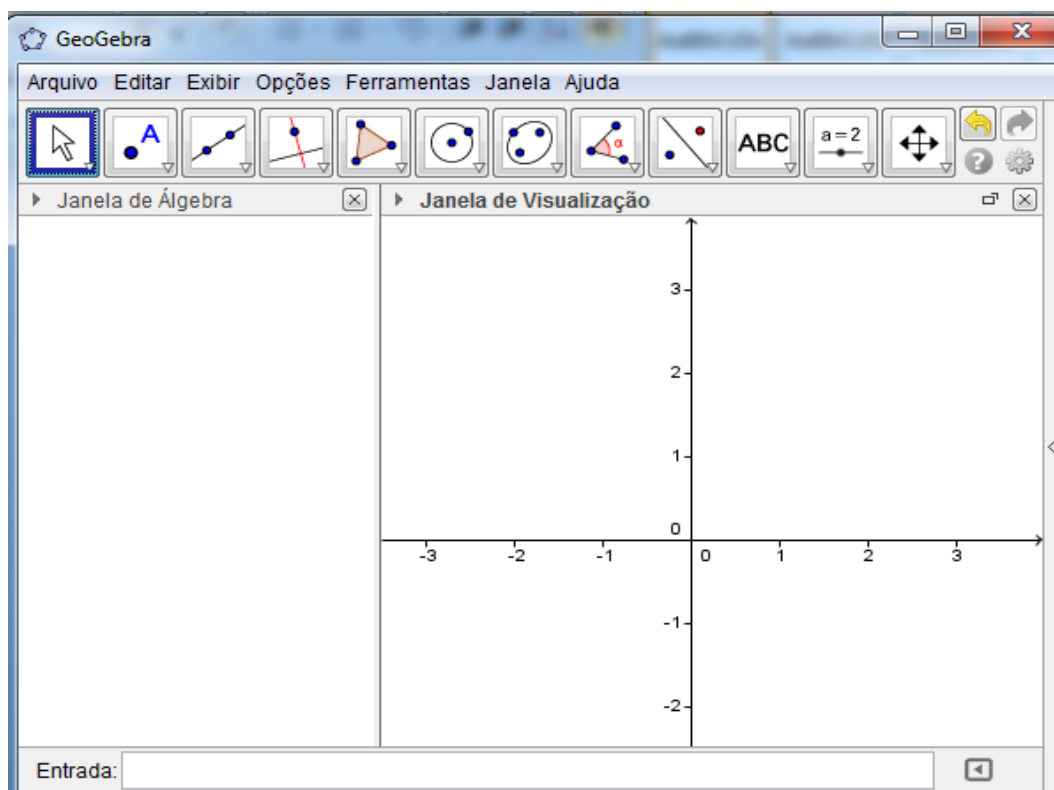 GeoGebra
Arquivo Editar Exibir Opções Ferramentas Janela Ajuda
A α ABC a = 2
Janela de Álgebra Janela de Visualização
3
2
1
0
-3 -2 -1 0 1 2 3
-1
-2
Entrada: